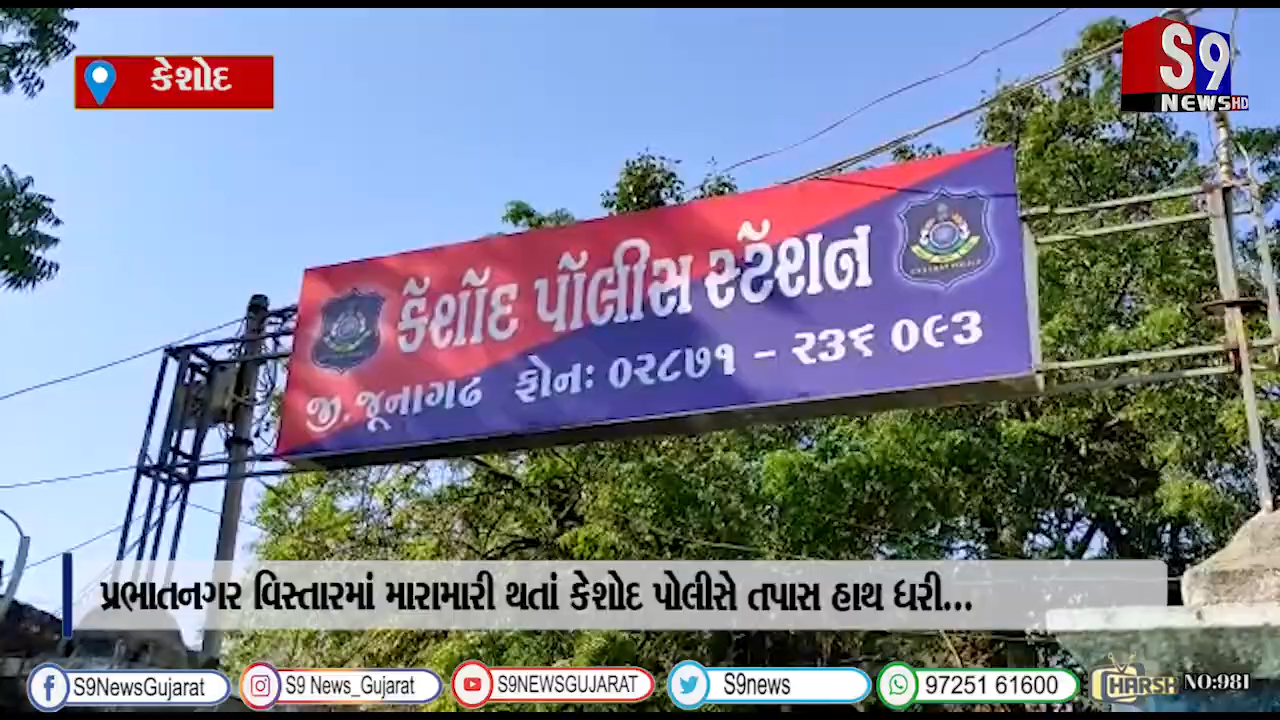 કેશોદ
S9
NEWS HD
કેશોદ પોલીસ સ્ટેશન
જી.જૂનાગઢ ફોન: ૦૨૮૭૧ - ૨૩૬ ૦૯૩
પ્રભાતનગર વિસ્તારમાં મારામારી થતાં કેશોદ પોલીસે તપાસ હાથ ધરી...
S9NewsGujarat
S9 News_Gujarat
S9NEWSGUJARAT
S9news
97251 61600
HARSH NO:981